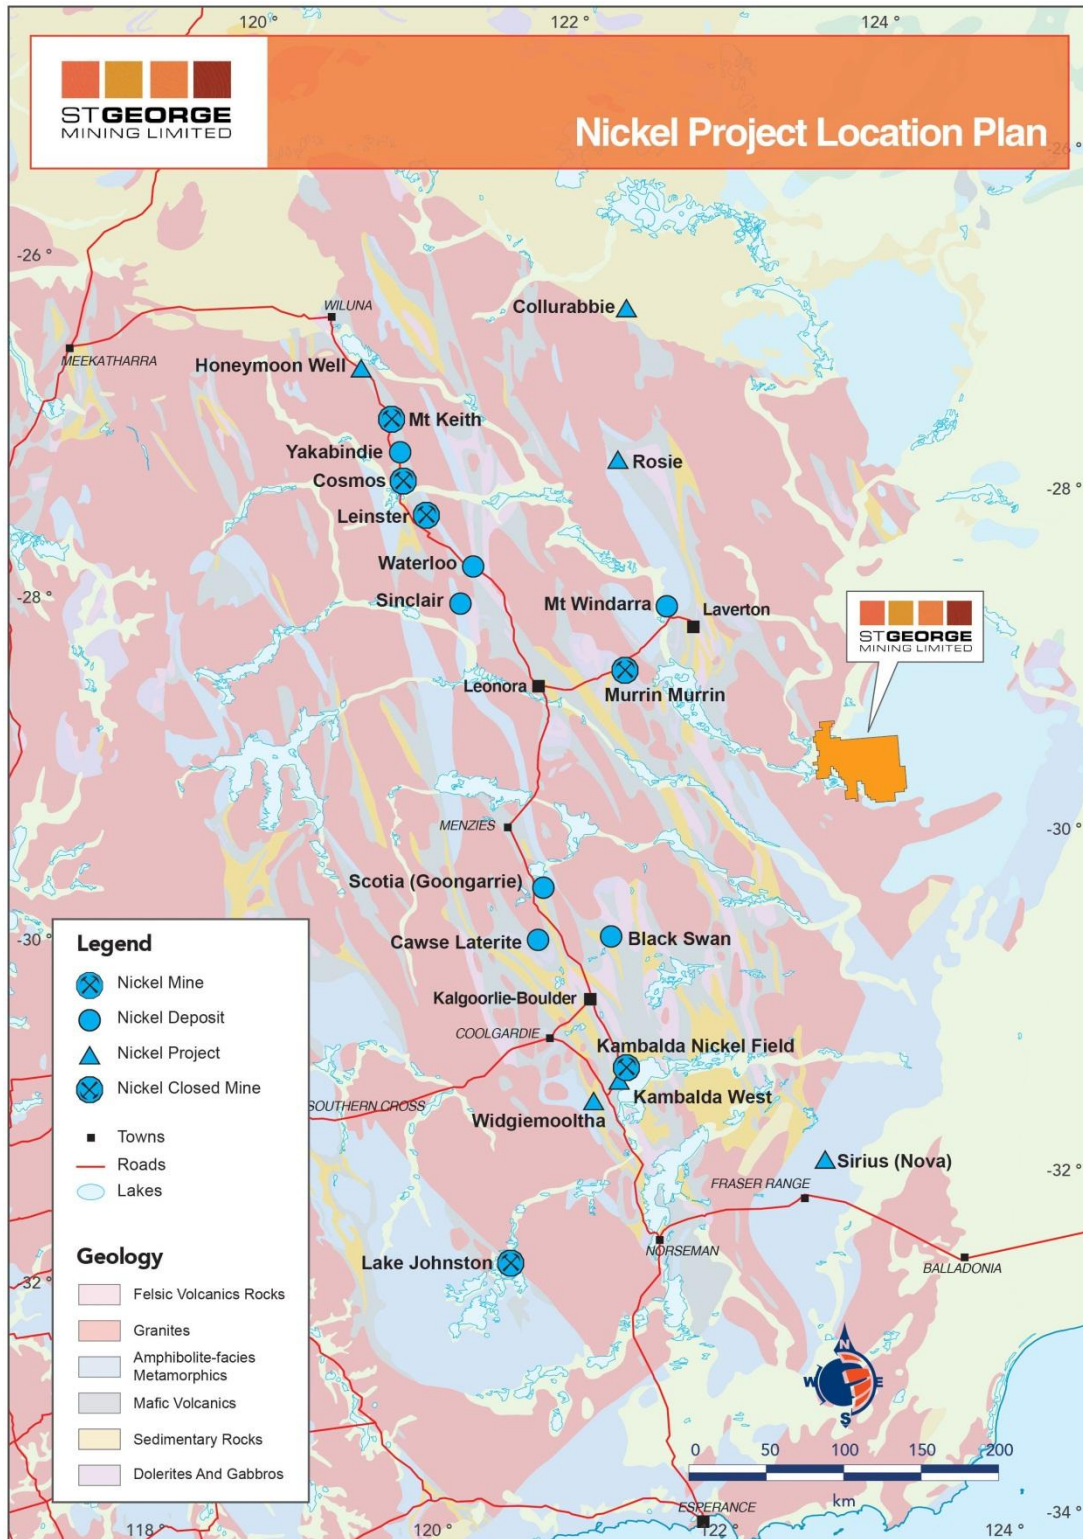 120 °
122 °
124 °
STGEORGE
MINING LIMITED
Nickel Project Location Plan
-26 °
-26 °
Collurabbie
WILUNA
MEEKATHARRA
Honeymoon Well
Mt Keith
Yakabindie
Rosie
Cosmos
-28 °
Leinster
Waterloo
-28 °
Sinclair
Mt Windarra
Laverton
STGEORGE
MINING LIMITED
Leonora
Murrin Murrin
MENZIES
-30 °
Scotia (Goongarrie)
-30 °
Cawse Laterite
Black Swan
Kalgoorlie-Boulder
COOLGARDIE
Kambalda Nickel Field
Kambalda West
SOUTHERN CROSS
Widgiemooltha
Sirius (Nova)
-32 °
FRASER RANGE
NORSEMAN
BALLADONIA
Lake Johnston
-32 °
Legend
Nickel Mine
Nickel Deposit
Nickel Project
Nickel Closed Mine
Towns
Roads
Lakes
Geology
Felsic Volcanics Rocks
Granites
Amphibolite-facies
Metamorphics
Mafic Volcanics
Sedimentary Rocks
Dolerites And Gabbros
N
W
E
S
0 50 100 150 200
km
ESPERANCE
-34 °
118 °
120 °
122 °
124 °